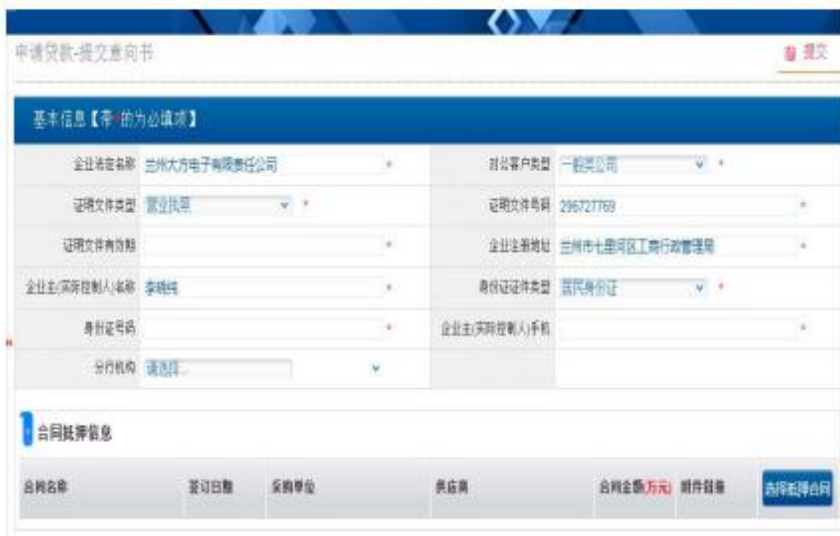 申请贷款-提交意向书 提交
基本信息【带*的为必填项】
企业法定名称 兰州大方电子有限责任公司 * 对公客户类型 一般类公司 *
证明文件类型 营业执照 * 证明文件号码 296727769 *
证明文件有效期 * 企业注册地址 兰州市七里河区工商行政管理局 *
企业主(实际控制人)名称 李晓纯 * 身份证证件类型 居民身份证 *
身份证号码 * 企业主(实际控制人)手机 *
分行机构 请选择...
合同抵押信息
合同名称 签订日期 采购单位 供应商 合同金额(万元) 附件链接 选择抵押合同